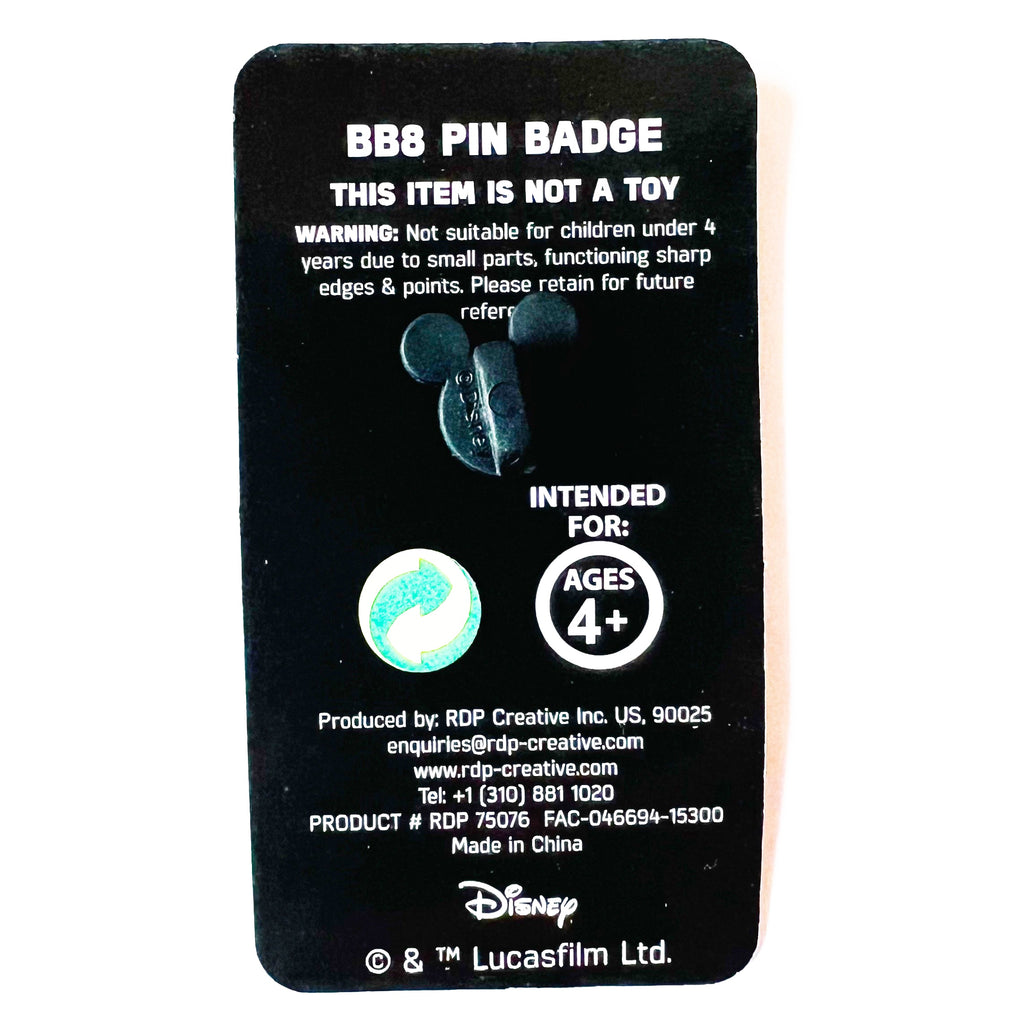 BB8 PIN BADGE
THIS ITEM IS NOT A TOY
WARNING: Not suitable for children under 4
years due to small parts, functioning sharp
edges & points. Please retain for future
© Disney
INTENDED
FOR:
AGES
4+
Produced by: RDP Creative Inc. US, 90025
enquiries@rdp-creative.com
www.rdp-creative.com
Tel: +1 (310) 881 1020
PRODUCT # RDP 75076 FAC-046694-15300
Made in China
Disney
© & ™ Lucasfilm Ltd.